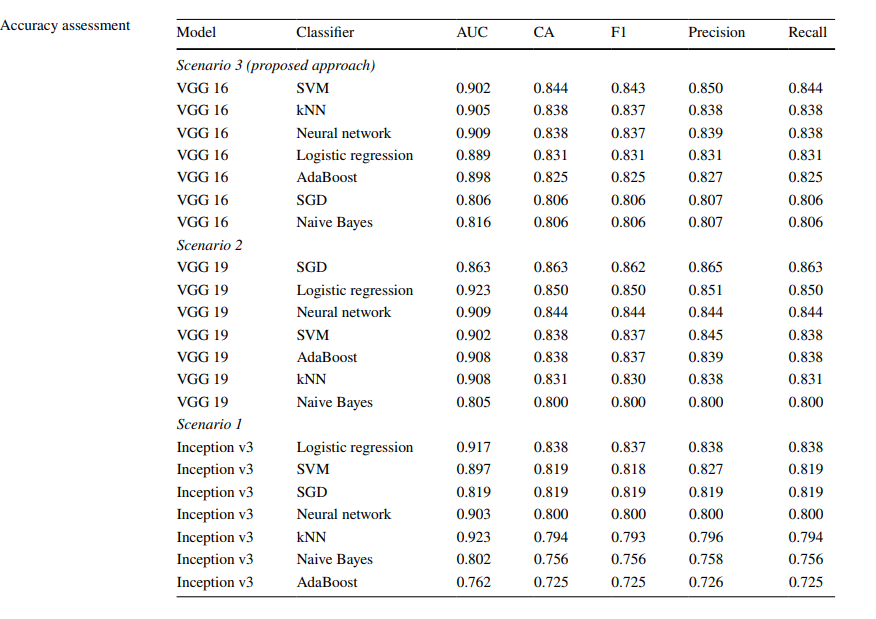 Accuracy assessment
Model Classifier AUC CA F1 Precision Recall
Scenario 3 (proposed approach)
VGG 16 SVM 0.902 0.844 0.843 0.850 0.844
VGG 16 kNN 0.905 0.838 0.837 0.838 0.838
VGG 16 Neural network 0.909 0.838 0.837 0.839 0.838
VGG 16 Logistic regression 0.889 0.831 0.831 0.831 0.831
VGG 16 AdaBoost 0.898 0.825 0.825 0.827 0.825
VGG 16 SGD 0.806 0.806 0.806 0.807 0.806
VGG 16 Naive Bayes 0.816 0.806 0.806 0.807 0.806
Scenario 2
VGG 19 SGD 0.863 0.863 0.862 0.865 0.863
VGG 19 Logistic regression 0.923 0.850 0.850 0.851 0.850
VGG 19 Neural network 0.909 0.844 0.844 0.844 0.844
VGG 19 SVM 0.902 0.838 0.837 0.845 0.838
VGG 19 AdaBoost 0.908 0.838 0.837 0.839 0.838
VGG 19 kNN 0.908 0.831 0.830 0.838 0.831
VGG 19 Naive Bayes 0.805 0.800 0.800 0.800 0.800
Scenario 1
Inception v3 Logistic regression 0.917 0.838 0.837 0.838 0.838
Inception v3 SVM 0.897 0.819 0.818 0.827 0.819
Inception v3 SGD 0.819 0.819 0.819 0.819 0.819
Inception v3 Neural network 0.903 0.800 0.800 0.800 0.800
Inception v3 kNN 0.923 0.794 0.793 0.796 0.794
Inception v3 Naive Bayes 0.802 0.756 0.756 0.758 0.756
Inception v3 AdaBoost 0.762 0.725 0.725 0.726 0.725